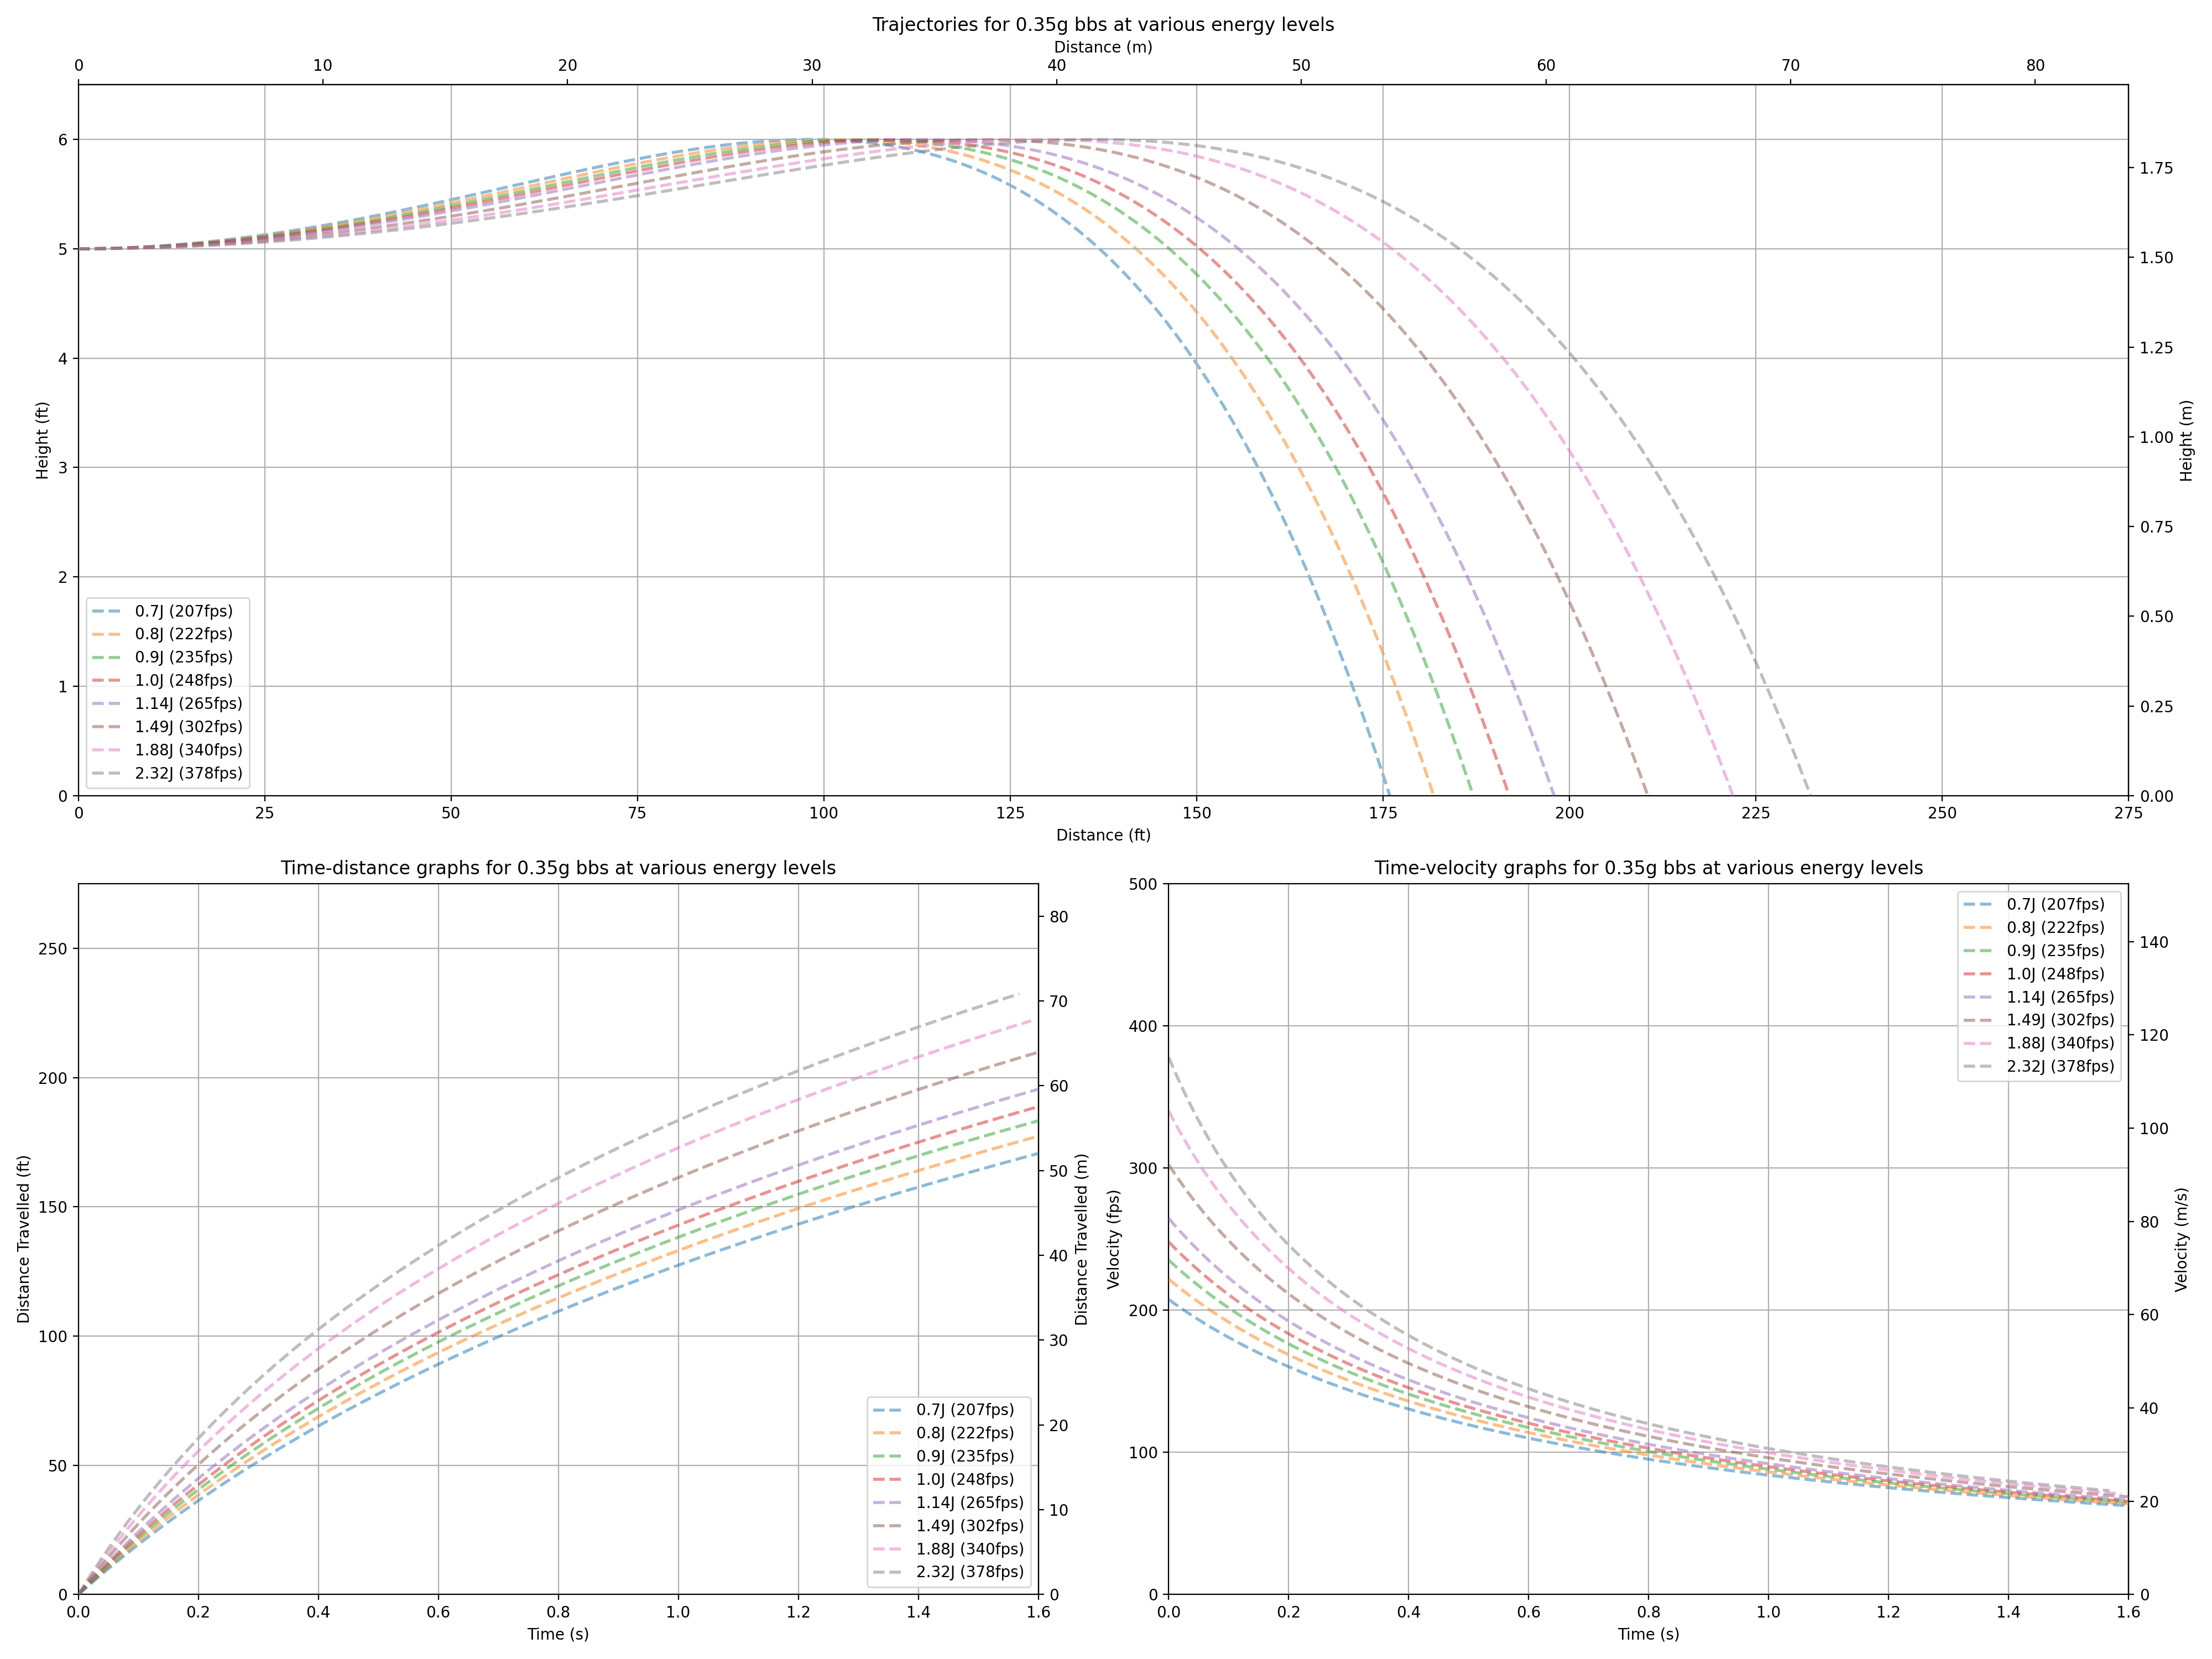 Trajectories for 0.35g bbs at various energy levels
Distance (m)
0 10 20 30 40 50 60 70 80
6
5
4
3
2
1
0
Height (ft)
1.75
1.50
1.25
1.00
0.75
0.50
0.25
0.00
Height (m)
0.7J (207fps)
0.8J (222fps)
0.9J (235fps)
1.0J (248fps)
1.14J (265fps)
1.49J (302fps)
1.88J (340fps)
2.32J (378fps)
0 25 50 75 100 125 150 175 200 225 250 275
Distance (ft)
Time-distance graphs for 0.35g bbs at various energy levels
250
200
150
100
50
0
Distance Travelled (ft)
80
70
60
50
40
30
20
10
0
Distance Travelled (m)
0.7J (207fps)
0.8J (222fps)
0.9J (235fps)
1.0J (248fps)
1.14J (265fps)
1.49J (302fps)
1.88J (340fps)
2.32J (378fps)
0.0 0.2 0.4 0.6 0.8 1.0 1.2 1.4 1.6
Time (s)
Time-velocity graphs for 0.35g bbs at various energy levels
500
400
300
200
100
0
Velocity (fps)
0.7J (207fps)
0.8J (222fps)
0.9J (235fps)
1.0J (248fps)
1.14J (265fps)
1.49J (302fps)
1.88J (340fps)
2.32J (378fps)
140
120
100
80
60
40
20
0
Velocity (m/s)
0.0 0.2 0.4 0.6 0.8 1.0 1.2 1.4 1.6
Time (s)